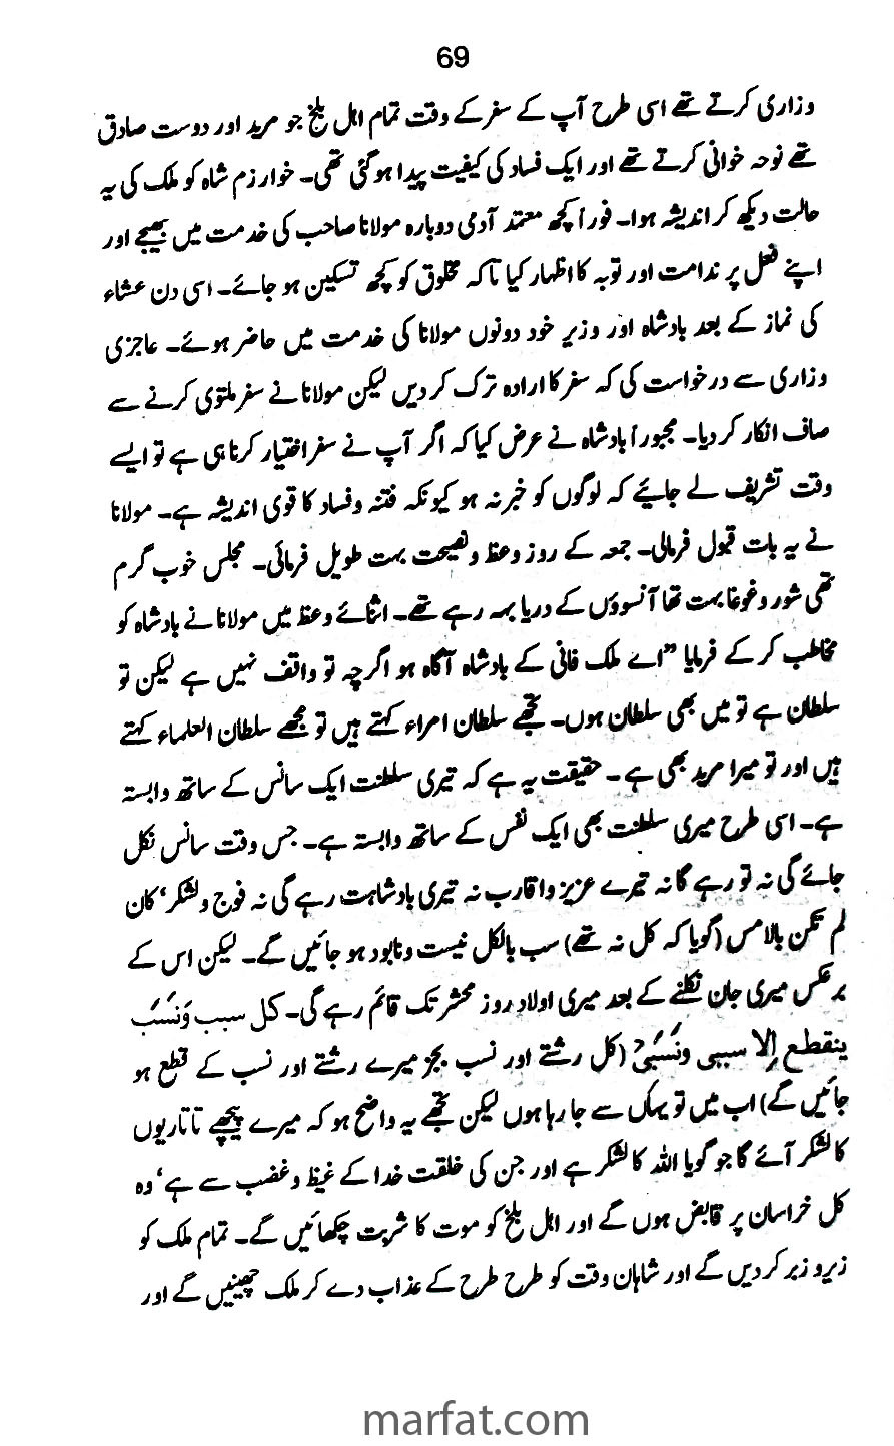 69
وزاری کرتے تھے اسی طرح آپ کے سفر کے وقت تمام اہل بلخ جو مرید اور دوست صادق
تھے نوحہ خوانی کرتے تھے اور ایک فساد کی کیفیت پیدا ہو گئی تھی۔ خوارزم شاہ کو ملک کی یہ
حالت دیکھ کر اندیشہ ہوا۔ فوراً کچھ معتمد آدمی دوبارہ مولانا صاحب کی خدمت میں بھیجے اور
اپنے فعل پر ندامت اور توبہ کا اظہار کیا تاکہ مخلوق کو کچھ تسکین ہو جائے۔ اسی دن عشاء
کی نماز کے بعد بادشاہ اور وزیر خود دونوں مولانا کی خدمت میں حاضر ہوئے۔ عاجزی
وزاری سے درخواست کی کہ سفر کا ارادہ ترک کر دیں لیکن مولانا نے سفر ملتوی کرنے سے
صاف انکار کر دیا۔ مجبوراً بادشاہ نے عرض کیا کہ اگر آپ نے سفر اختیار کرنا ہی ہے تو ایسے
وقت تشریف لے جایئے کہ لوگوں کو خبر نہ ہو کیونکہ فتنہ وفساد کا قوی اندیشہ ہے۔ مولانا
نے یہ بات قبول فرمالی۔ جمعہ کے روز وعظ ونصیحت بہت طویل فرمائی۔ مجلس خوب گرم
تھی شور وغوغا بہت تھا آنسوؤں کے دریا بہہ رہے تھے۔ اثنائے وعظ میں مولانا نے بادشاہ کو
مخاطب کر کے فرمایا ”اے ملک فانی کے بادشاہ آگاہ ہو اگرچہ تو واقف نہیں ہے لیکن تو
سلطان ہے تو میں بھی سلطان ہوں۔ تجھے سلطان امراء کہتے ہیں تو مجھے سلطان العلماء کہتے
ہیں اور تو میرا مرید بھی ہے۔ حقیقت یہ ہے کہ تیری سلطنت ایک سانس کے ساتھ وابستہ
ہے۔ اسی طرح میری سلطنت بھی ایک نفس کے ساتھ وابستہ ہے۔ جس وقت سانس نکل
جائے گی نہ تو رہے گا نہ تیرے عزیز واقارب نہ تیری بادشاہت رہے گی نہ فوج ولشکر‘ کان
لم تکن بالامس (گویا کہ کل نہ تھے) سب بالکل نیست ونابود ہو جائیں گے۔ لیکن اس کے
برعکس میری جان نکلنے کے بعد میری اولاد روز محشر تک قائم رہے گی۔ کل سبب وَنَسَب
ینقطع اِلا سببی ونَسَبی (کل رشتے اور نسب بجز میرے رشتے اور نسب کے قطع ہو
جائیں گے) اب میں تو یہاں سے جا رہا ہوں لیکن تجھے یہ واضح ہو کہ میرے پیچھے تاتاریوں
کا لشکر آئے گا جو گویا اللہ کا لشکر ہے اور جن کی خلقت خدا کے غیظ وغضب سے ہے‘ وہ
کل خراسان پر قابض ہوں گے اور اہل بلخ کو موت کا شربت چکھائیں گے۔ تمام ملک کو
زیر و زبر کر دیں گے اور شاہان وقت کو طرح طرح کے عذاب دے کر ملک چھینیں گے اور
marfat.com